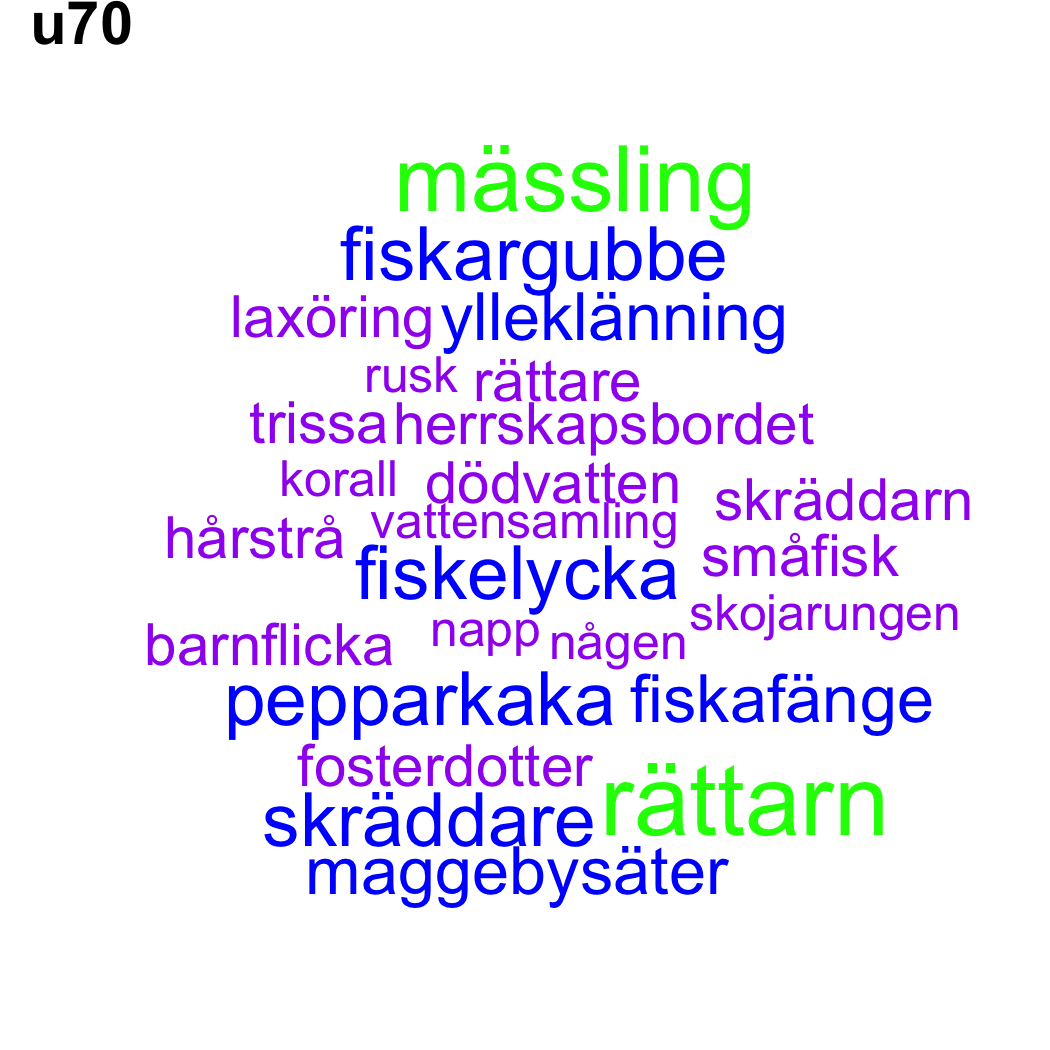 u70
mässling
fiskargubbe
laxöring ylleklänning
rusk rättare
trissa herrskapsbordet
korall dödvatten skräddarn
hårstrå vattensamling
fiskelycka småfisk
skojarungen
barnflicka napp någen
pepparkaka fiskafänge
fosterdotter
skräddare rättarn
maggebysäter